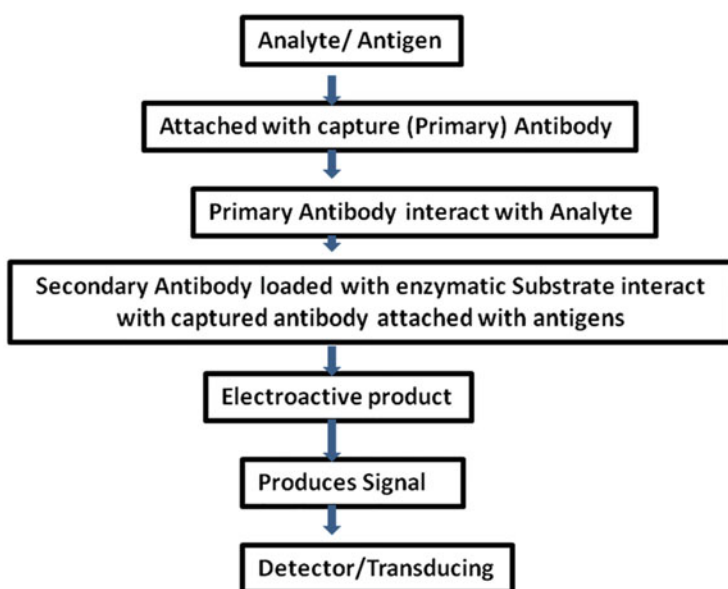 Analyte/ Antigen
Attached with capture (Primary) Antibody
Primary Antibody interact with Analyte
Secondary Antibody loaded with enzymatic Substrate interact
with captured antibody attached with antigens
Electroactive product
Produces Signal
Detector/Transducing